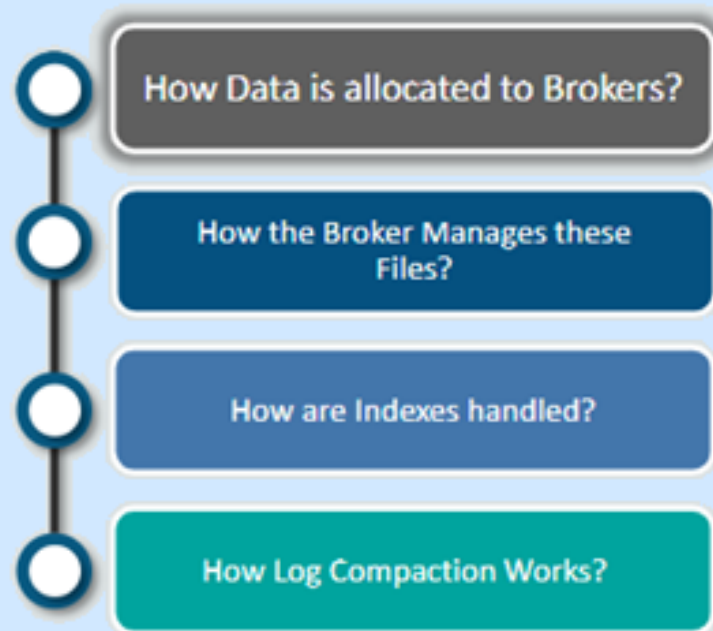 How Data is allocated to Brokers?
How the Broker Manages these
Files?
How are Indexes handled?
How Log Compaction Works?